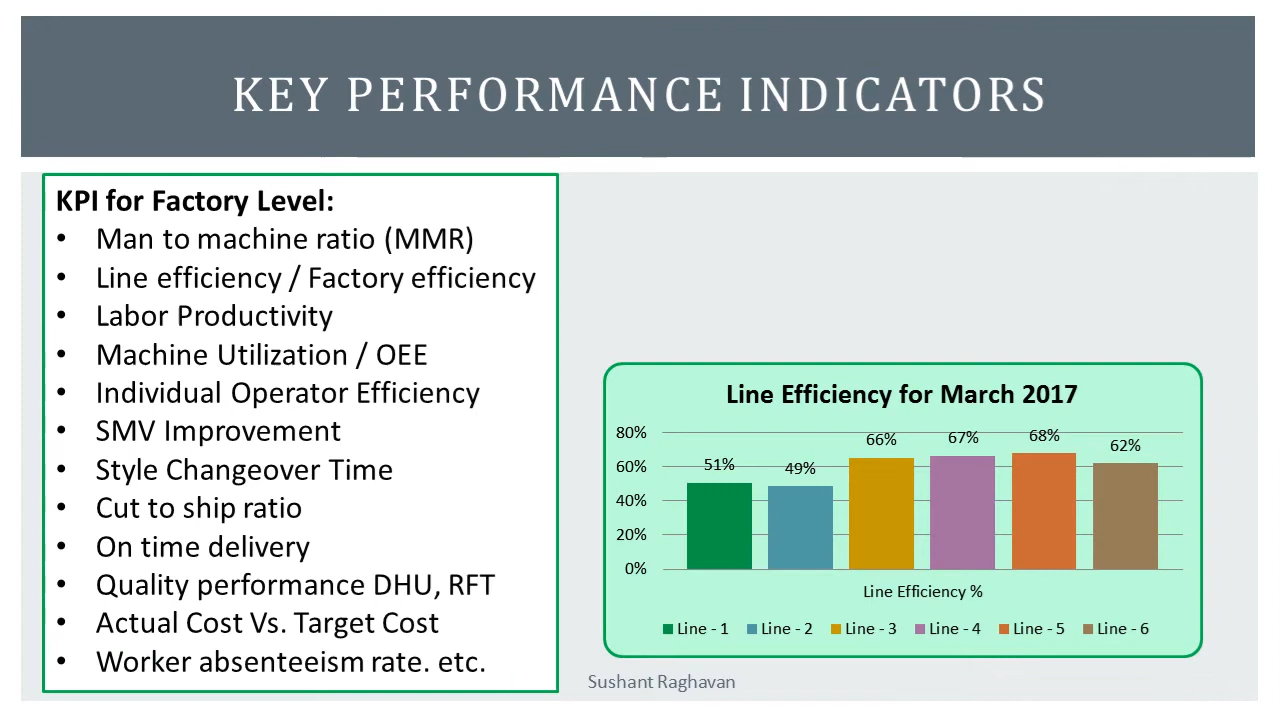 KEY PERFORMANCE INDICATORS
KPI for Factory Level:
• Man to machine ratio (MMR)
• Line efficiency / Factory efficiency
• Labor Productivity
• Machine Utilization / OEE
• Individual Operator Efficiency
• SMV Improvement
• Style Changeover Time
• Cut to ship ratio
• On time delivery
• Quality performance DHU, RFT
• Actual Cost Vs. Target Cost
• Worker absenteeism rate. etc.
Line Efficiency for March 2017
80%
60%
40%
20%
0%
51%
49%
66%
67%
68%
62%
Line Efficiency %
Line - 1 Line - 2 Line - 3 Line - 4 Line - 5 Line - 6
Sushant Raghavan